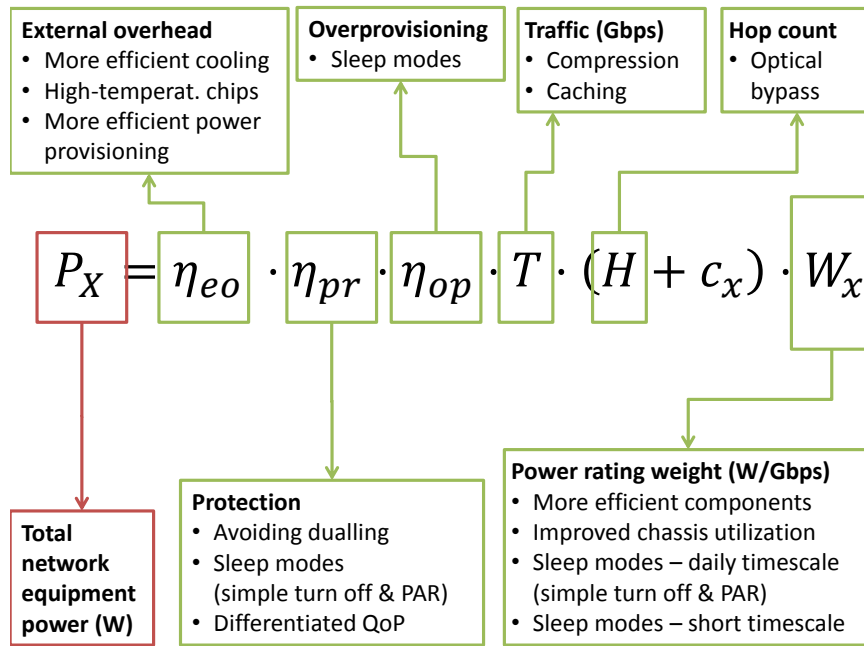 External overhead
• More efficient cooling
• High-temperat. chips
• More efficient power
provisioning
Overprovisioning
• Sleep modes
Traffic (Gbps)
• Compression
• Caching
Hop count
• Optical
bypass
P_X = η_eo · η_pr · η_op · T · (H + c_x) · W_x
Total
network
equipment
power (W)
Protection
• Avoiding dualling
• Sleep modes
(simple turn off & PAR)
• Differentiated QoP
Power rating weight (W/Gbps)
• More efficient components
• Improved chassis utilization
• Sleep modes – daily timescale
(simple turn off & PAR)
• Sleep modes – short timescale